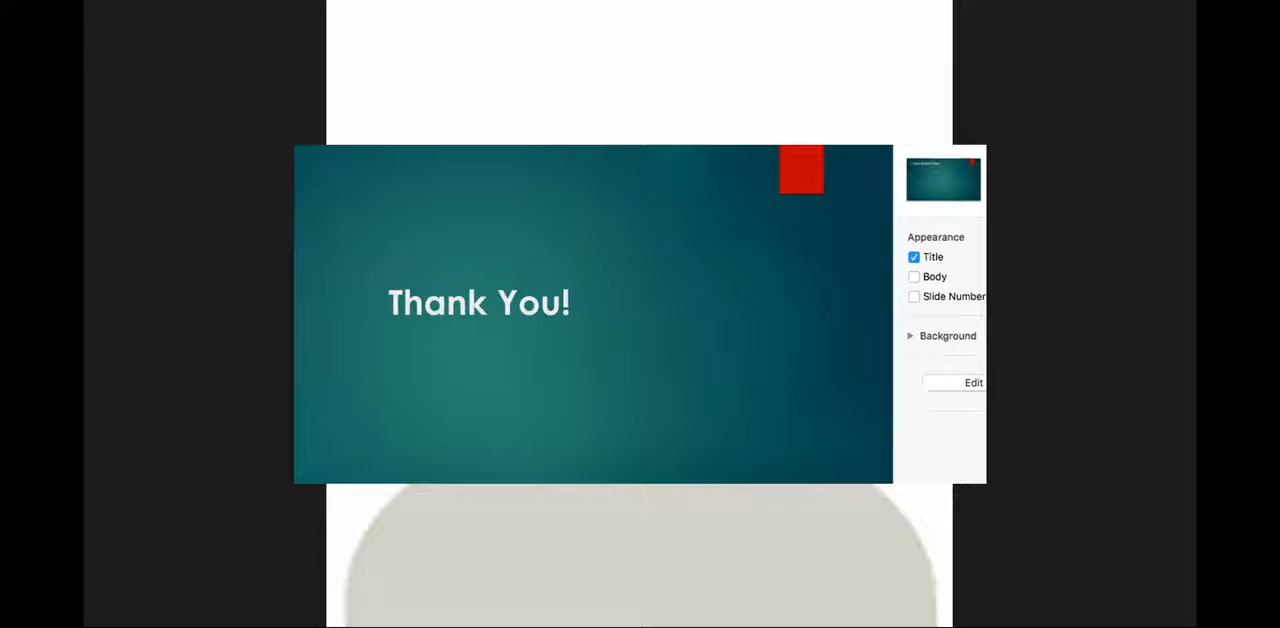 Thank You!
Appearance
Title
Body
Slide Number
Background
Edit